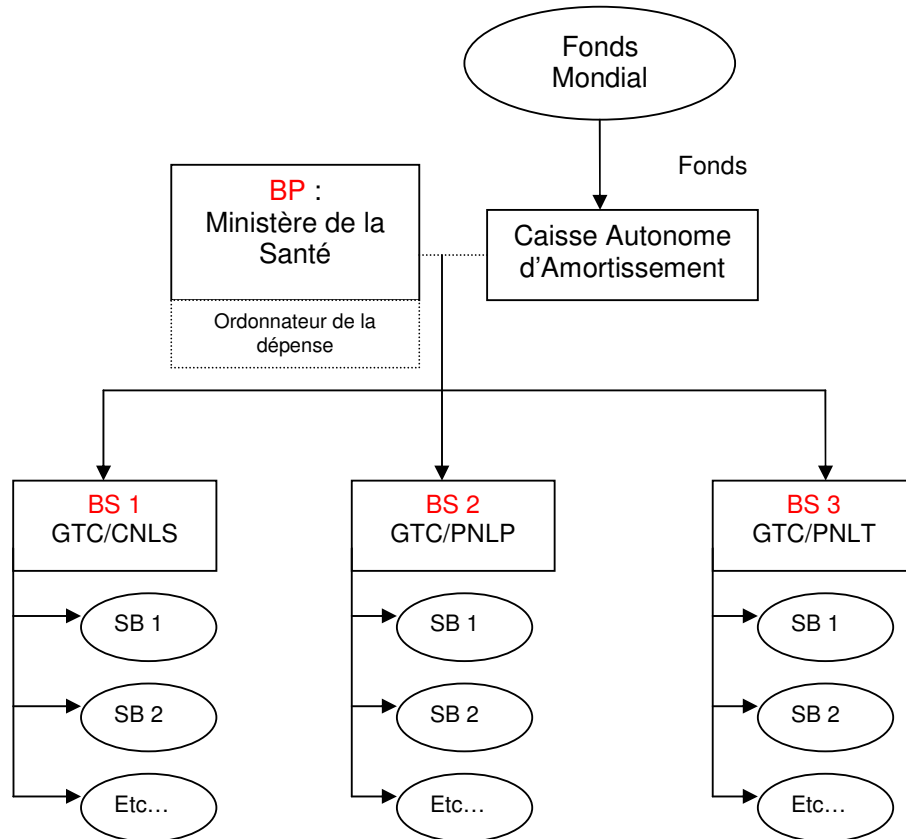 Fonds
Mondial
Fonds
BP :
Ministère de la
Santé
Caisse Autonome
d'Amortissement
Ordonnateur de la
dépense
BS 1
GTC/CNLS
BS 2
GTC/PNLP
BS 3
GTC/PNLT
SB 1
SB 1
SB 1
SB 2
SB 2
SB 2
Etc…
Etc…
Etc…